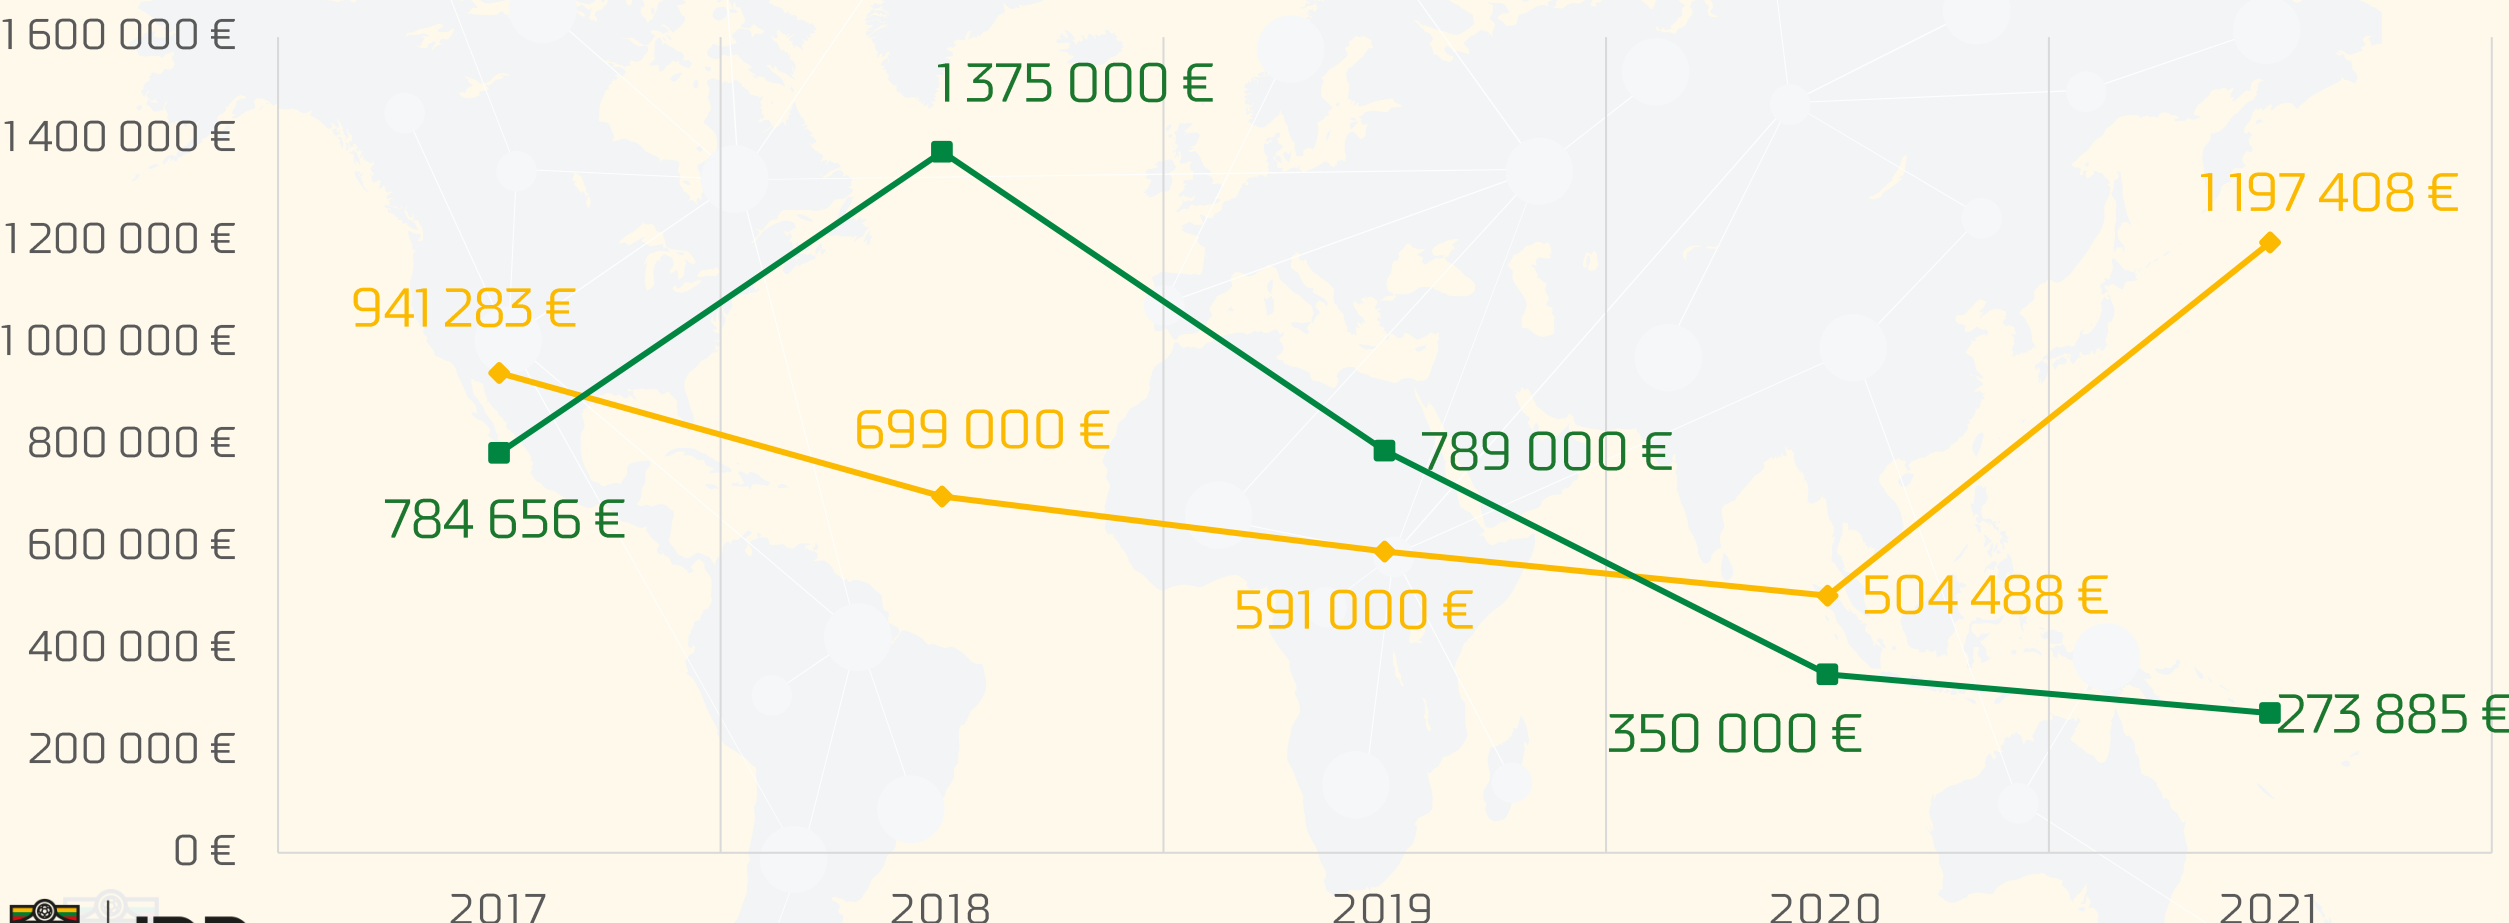 1 600 000 €
1 375 000 €
1 400 000 €
1 197 408 €
1 200 000 €
941 283 €
1 000 000 €
699 000 €
800 000 €
789 000 €
784 656 €
600 000 €
591 000 €
504 488 €
400 000 €
350 000 €
273 885 €
200 000 €
0 €
2017 2018 2019 2020 2021